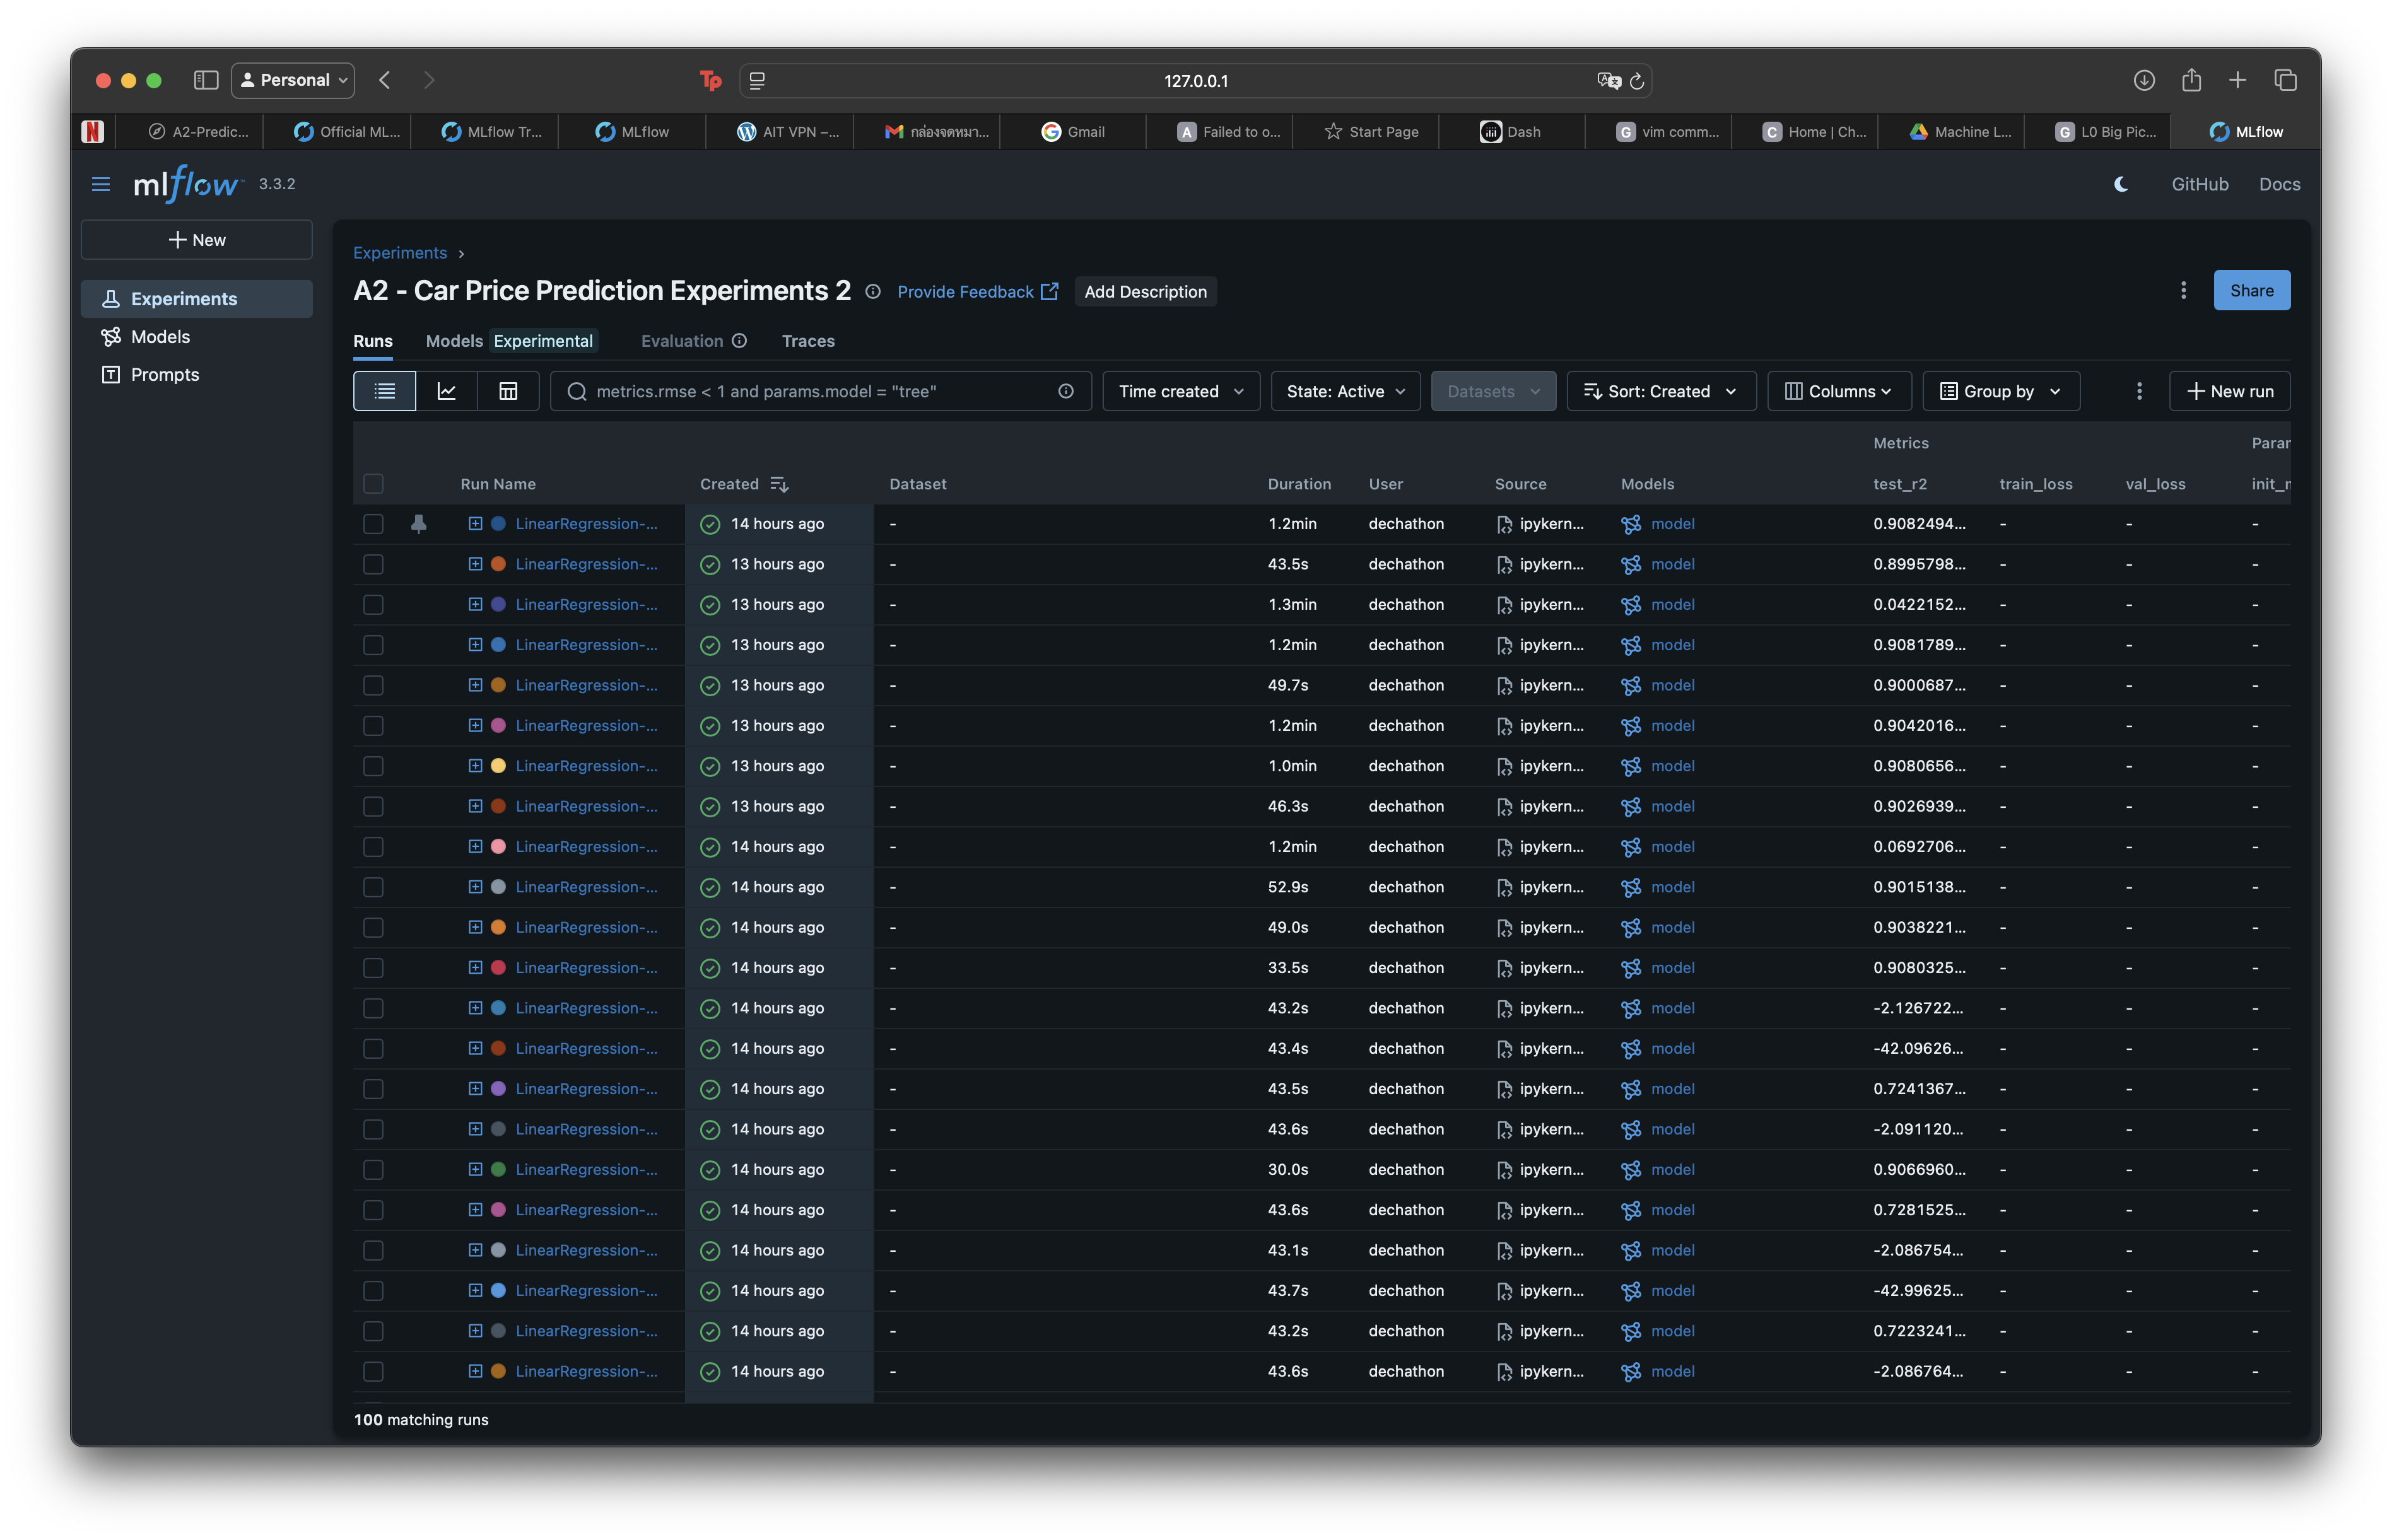 Personal
127.0.0.1
A2-Predic...
Official ML...
MLflow Tr...
MLflow
AIT VPN –...
กล่องจดหมา...
Gmail
Failed to o...
Start Page
Dash
vim comm...
Home | Ch...
Machine L...
L0 Big Pic...
MLflow
mlflow 3.3.2
GitHub Docs
New
Experiments
Models
Prompts
Experiments
A2 - Car Price Prediction Experiments 2 Provide Feedback Add Description
Share
Runs Models Experimental Evaluation Traces
metrics.rmse < 1 and params.model = "tree" Time created State: Active Datasets Sort: Created Columns Group by New run
Metrics Parar
Run Name Created Dataset Duration User Source Models test_r2 train_loss val_loss init_r
LinearRegression-... 14 hours ago - 1.2min dechathon ipykern... model 0.9082494... - - -
LinearRegression-... 13 hours ago - 43.5s dechathon ipykern... model 0.8995798... - - -
LinearRegression-... 13 hours ago - 1.3min dechathon ipykern... model 0.0422152... - - -
LinearRegression-... 13 hours ago - 1.2min dechathon ipykern... model 0.9081789... - - -
LinearRegression-... 13 hours ago - 49.7s dechathon ipykern... model 0.9000687... - - -
LinearRegression-... 13 hours ago - 1.2min dechathon ipykern... model 0.9042016... - - -
LinearRegression-... 13 hours ago - 1.0min dechathon ipykern... model 0.9080656... - - -
LinearRegression-... 13 hours ago - 46.3s dechathon ipykern... model 0.9026939... - - -
LinearRegression-... 14 hours ago - 1.2min dechathon ipykern... model 0.0692706... - - -
LinearRegression-... 14 hours ago - 52.9s dechathon ipykern... model 0.9015138... - - -
LinearRegression-... 14 hours ago - 49.0s dechathon ipykern... model 0.9038221... - - -
LinearRegression-... 14 hours ago - 33.5s dechathon ipykern... model 0.9080325... - - -
LinearRegression-... 14 hours ago - 43.2s dechathon ipykern... model -2.126722... - - -
LinearRegression-... 14 hours ago - 43.4s dechathon ipykern... model -42.09626... - - -
LinearRegression-... 14 hours ago - 43.5s dechathon ipykern... model 0.7241367... - - -
LinearRegression-... 14 hours ago - 43.6s dechathon ipykern... model -2.091120... - - -
LinearRegression-... 14 hours ago - 30.0s dechathon ipykern... model 0.9066960... - - -
LinearRegression-... 14 hours ago - 43.6s dechathon ipykern... model 0.7281525... - - -
LinearRegression-... 14 hours ago - 43.1s dechathon ipykern... model -2.086754... - - -
LinearRegression-... 14 hours ago - 43.7s dechathon ipykern... model -42.99625... - - -
LinearRegression-... 14 hours ago - 43.2s dechathon ipykern... model 0.7223241... - - -
LinearRegression-... 14 hours ago - 43.6s dechathon ipykern... model -2.086764... - - -
100 matching runs